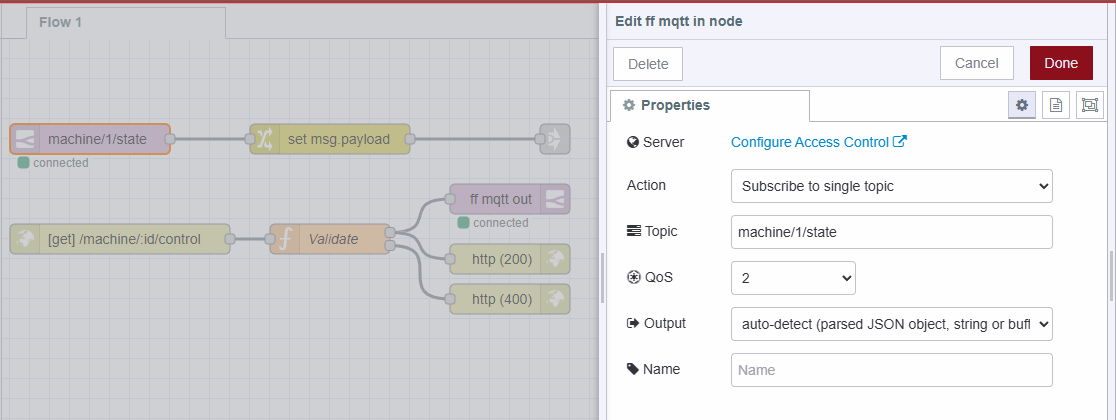 Flow 1
machine/1/state
set msg.payload
connected
ff mqtt out
connected
[get] /machine/:id/control
Validate
http (200)
http (400)
Edit ff mqtt in node
Delete
Cancel
Done
Properties
Server
Configure Access Control
Action
Subscribe to single topic
Topic
machine/1/state
QoS
2
Output
auto-detect (parsed JSON object, string or buff
Name
Name